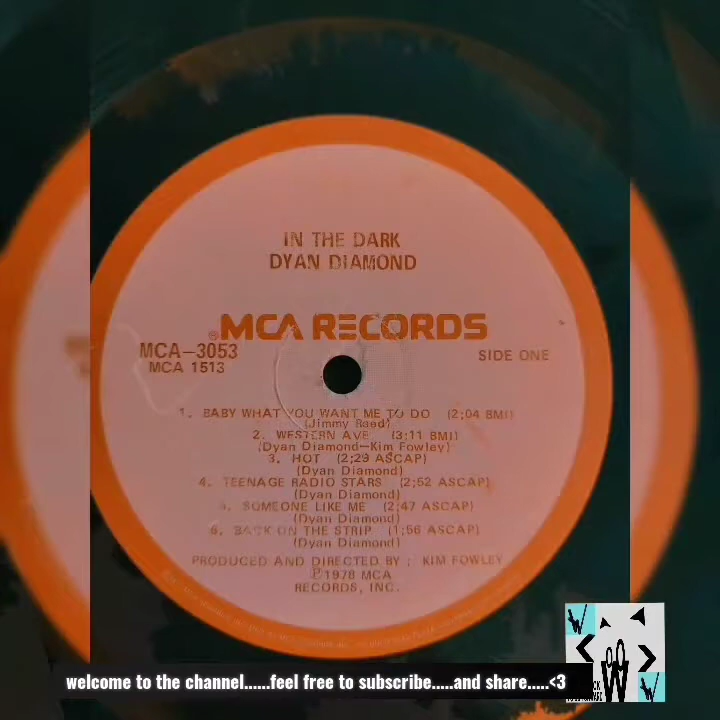 IN THE DARK
DYAN DIAMOND
MCA RECORDS
MCA-3053
MCA 1513
SIDE ONE
1. BABY WHAT YOU WANT ME TO DO (2;04 BMI)
(Jimmy Reed)
2. WESTERN AVE (3;11 BMI)
(Dyan Diamond-Kim Fowley)
3. HOT (2;29 ASCAP)
(Dyan Diamond)
4. TEENAGE RADIO STARS (2;52 ASCAP)
(Dyan Diamond)
5. SOMEONE LIKE ME (2;47 ASCAP)
(Dyan Diamond)
6. BACK ON THE STRIP (1;56 ASCAP)
(Dyan Diamond)
PRODUCED AND DIRECTED BY ; KIM FOWLEY
Ⓟ1978 MCA
RECORDS, INC.
welcome to the channel......feel free to subscribe.....and share.....<3